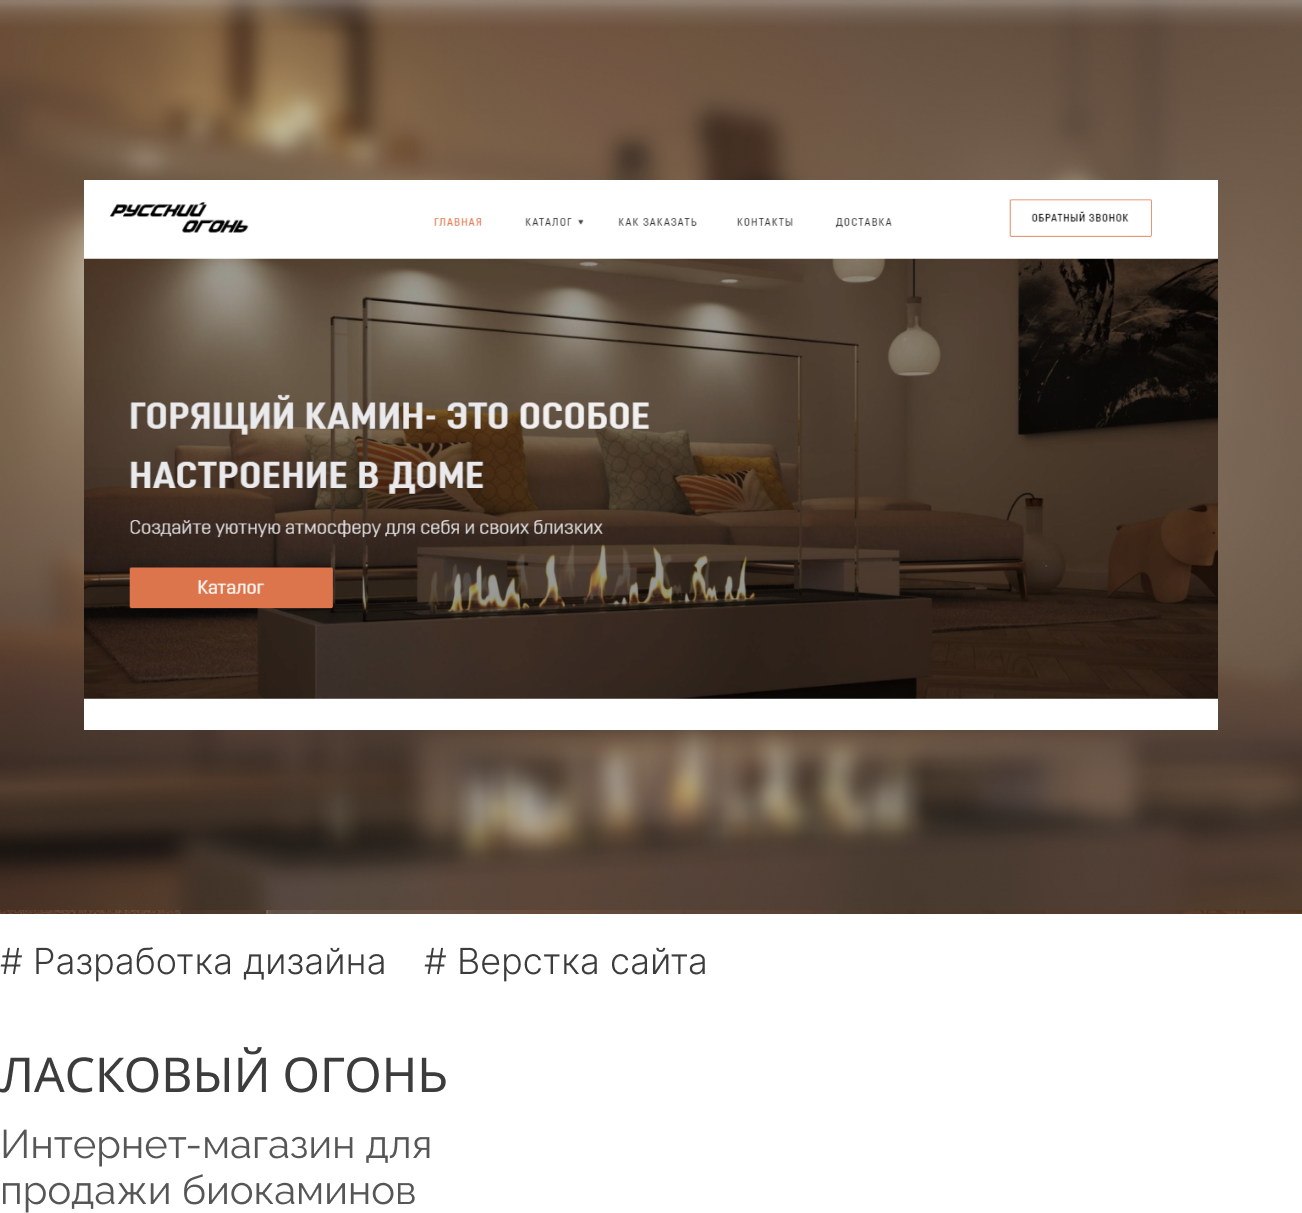 РУССНИЙ
ОГОНЬ
ГЛАВНАЯ КАТАЛОГ ▾ КАК ЗАКАЗАТЬ КОНТАКТЫ ДОСТАВКА
ОБРАТНЫЙ ЗВОНОК
ГОРЯЩИЙ КАМИН- ЭТО ОСОБОЕ
НАСТРОЕНИЕ В ДОМЕ
Создайте уютную атмосферу для себя и своих близких
Каталог
# Разработка дизайна # Верстка сайта
ЛАСКОВЫЙ ОГОНЬ
Интернет-магазин для
продажи биокаминов